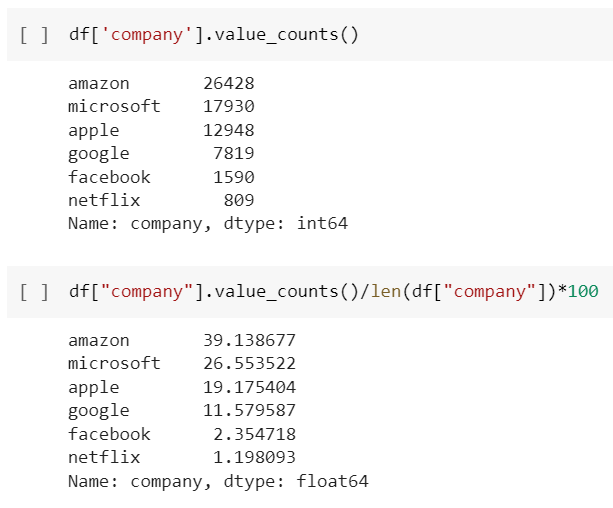 [ ] df['company'].value_counts()
amazon 26428
microsoft 17930
apple 12948
google 7819
facebook 1590
netflix 809
Name: company, dtype: int64
[ ] df["company"].value_counts()/len(df["company"])*100
amazon 39.138677
microsoft 26.553522
apple 19.175404
google 11.579587
facebook 2.354718
netflix 1.198093
Name: company, dtype: float64